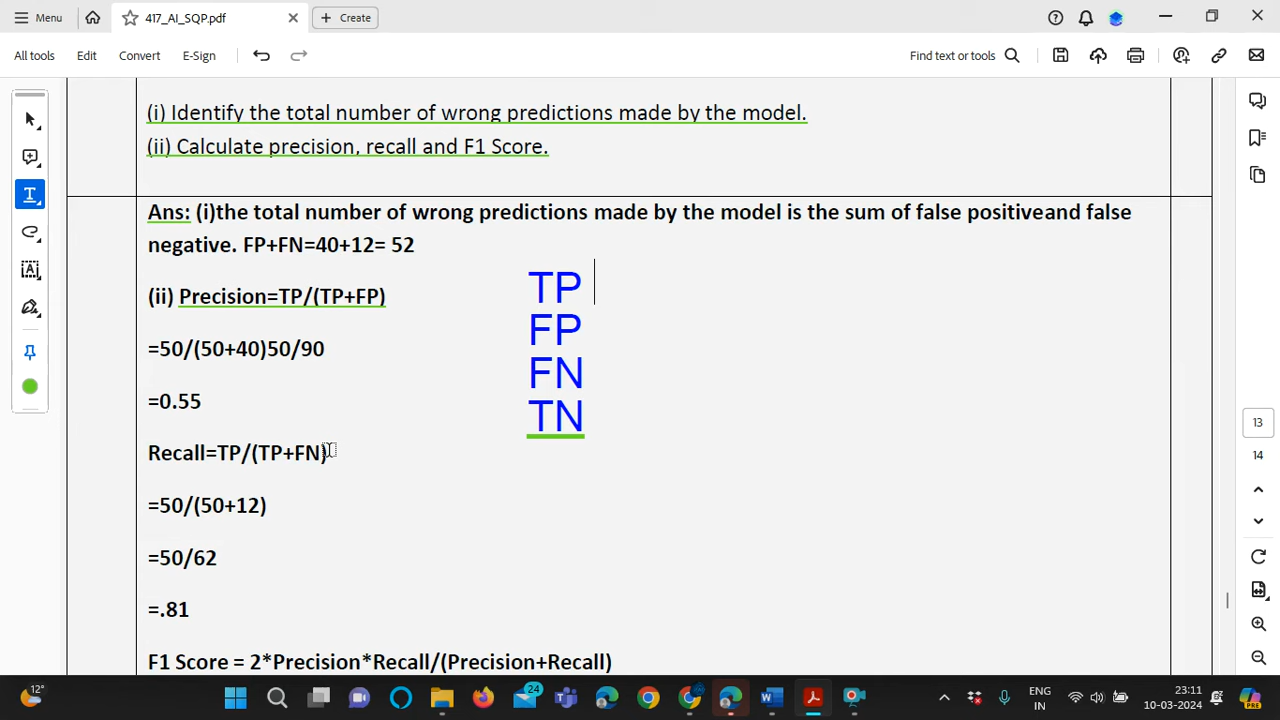 Menu
417_AI_SQP.pdf
Create
All tools
Edit
Convert
E-Sign
Find text or tools
(i) Identify the total number of wrong predictions made by the model.
(ii) Calculate precision, recall and F1 Score.
Ans: (i)the total number of wrong predictions made by the model is the sum of false positiveand false
negative. FP+FN=40+12= 52
(ii) Precision=TP/(TP+FP)
=50/(50+40)50/90
=0.55
Recall=TP/(TP+FN)
=50/(50+12)
=50/62
=.81
F1 Score = 2*Precision*Recall/(Precision+Recall)
TP
FP
FN
TN
13
14
12°
24
ENG
IN
23:11
10-03-2024
PRE